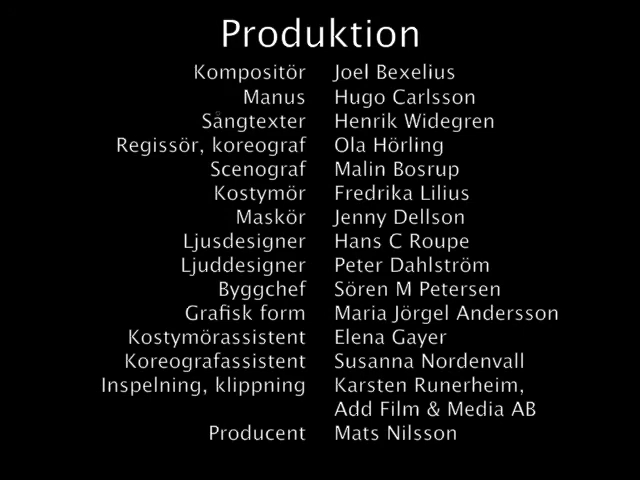 Produktion
Kompositör Joel Bexelius
Manus Hugo Carlsson
Sångtexter Henrik Widegren
Regissör, koreograf Ola Hörling
Scenograf Malin Bosrup
Kostymör Fredrika Lilius
Maskör Jenny Dellson
Ljusdesigner Hans C Roupe
Ljuddesigner Peter Dahlström
Byggchef Sören M Petersen
Grafisk form Maria Jörgel Andersson
Kostymörassistent Elena Gayer
Koreografassistent Susanna Nordenvall
Inspelning, klippning Karsten Runerheim,
Add Film & Media AB
Producent Mats Nilsson